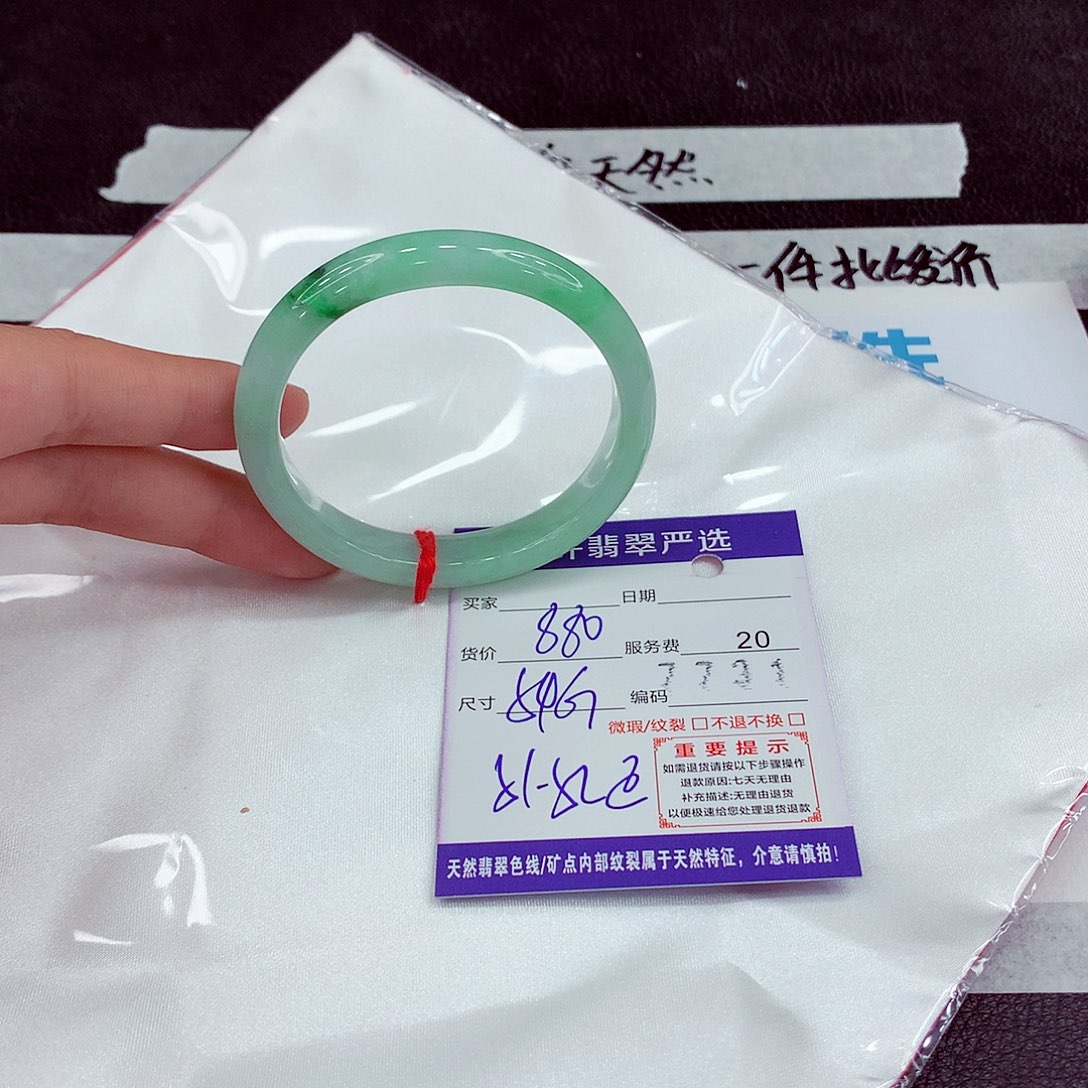 天然
一件批发价
选
翡翠严选
买家 日期
货价 880 服务费 20
尺寸 54G 编码 7721
微瑕/纹裂 □不退不换 □
51-52
重要提示
如需退货请按以下步骤操作
退款原因:七天无理由
补充描述:无理由退货
以便极速给您处理退货退款
天然翡翠色线/矿点内部纹裂属于天然特征，介意请慎拍！